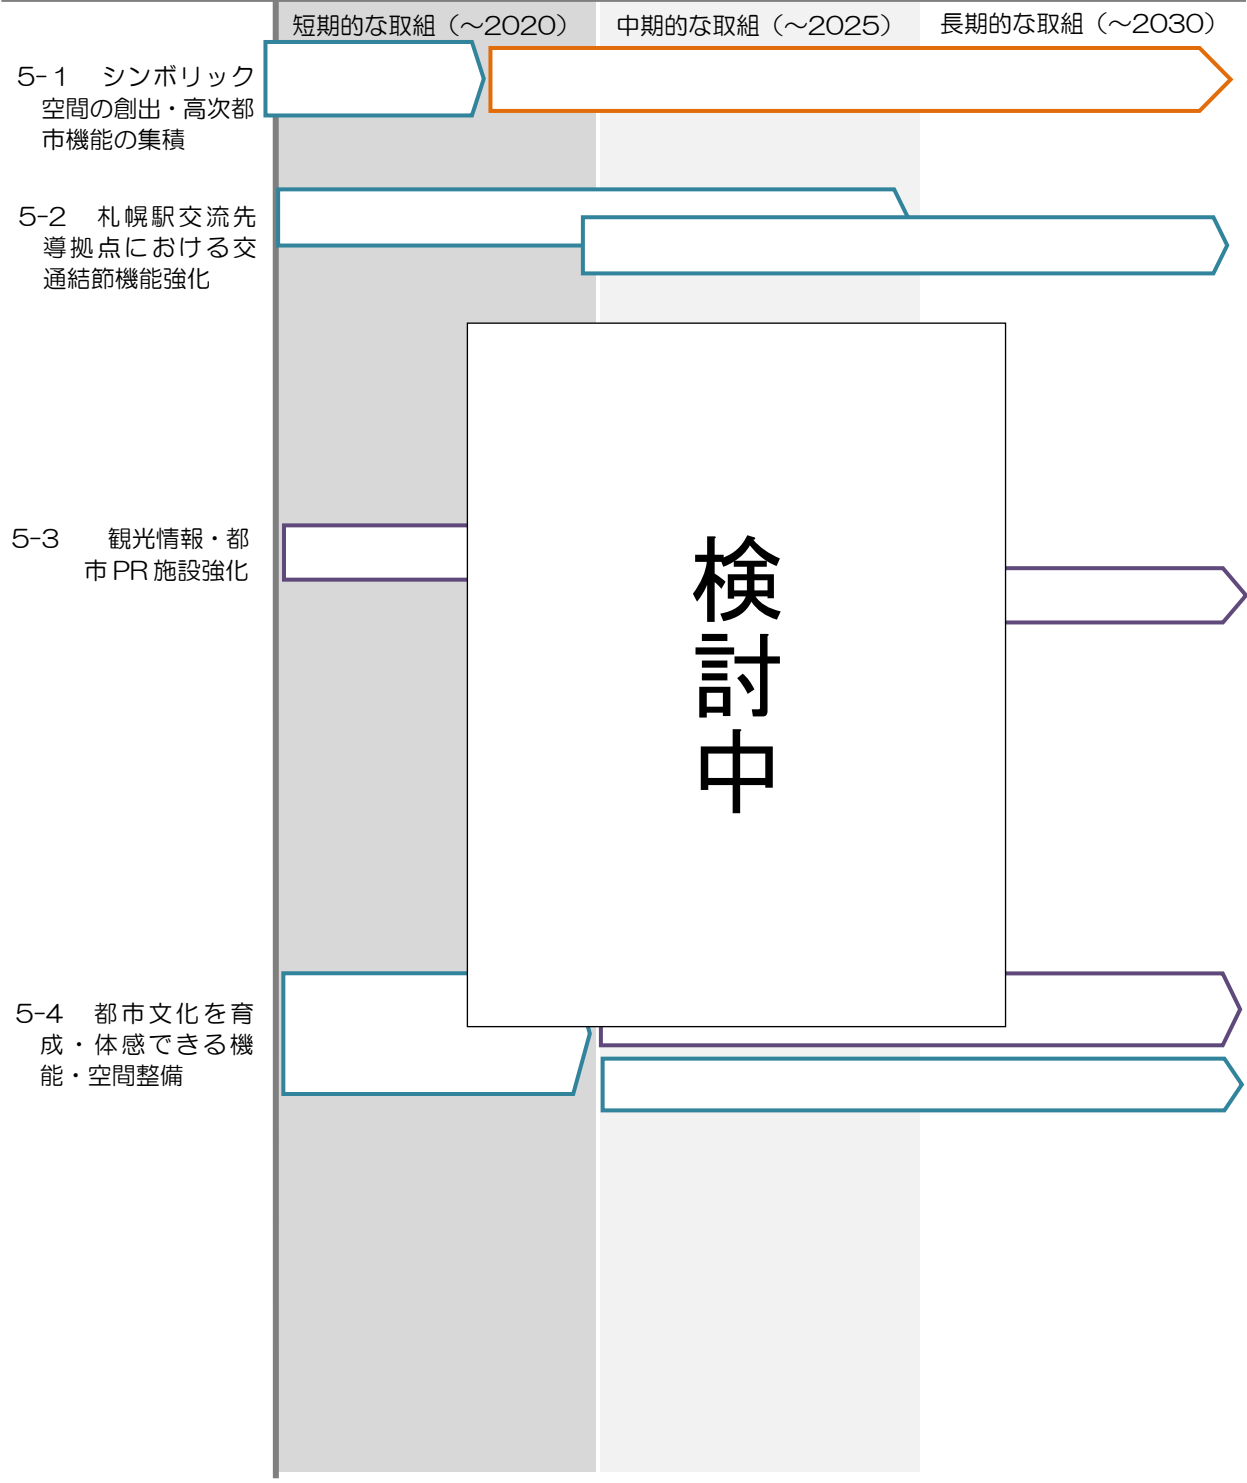 短期的な取組（～2020） 中期的な取組（～2025） 長期的な取組（～2030）
5-1 シンボリック
空間の創出・高次都
市機能の集積
5-2 札幌駅交流先
導拠点における交
通結節機能強化
5-3 観光情報・都
市PR施設強化
検討中
5-4 都市文化を育
成・体感できる機
能・空間整備